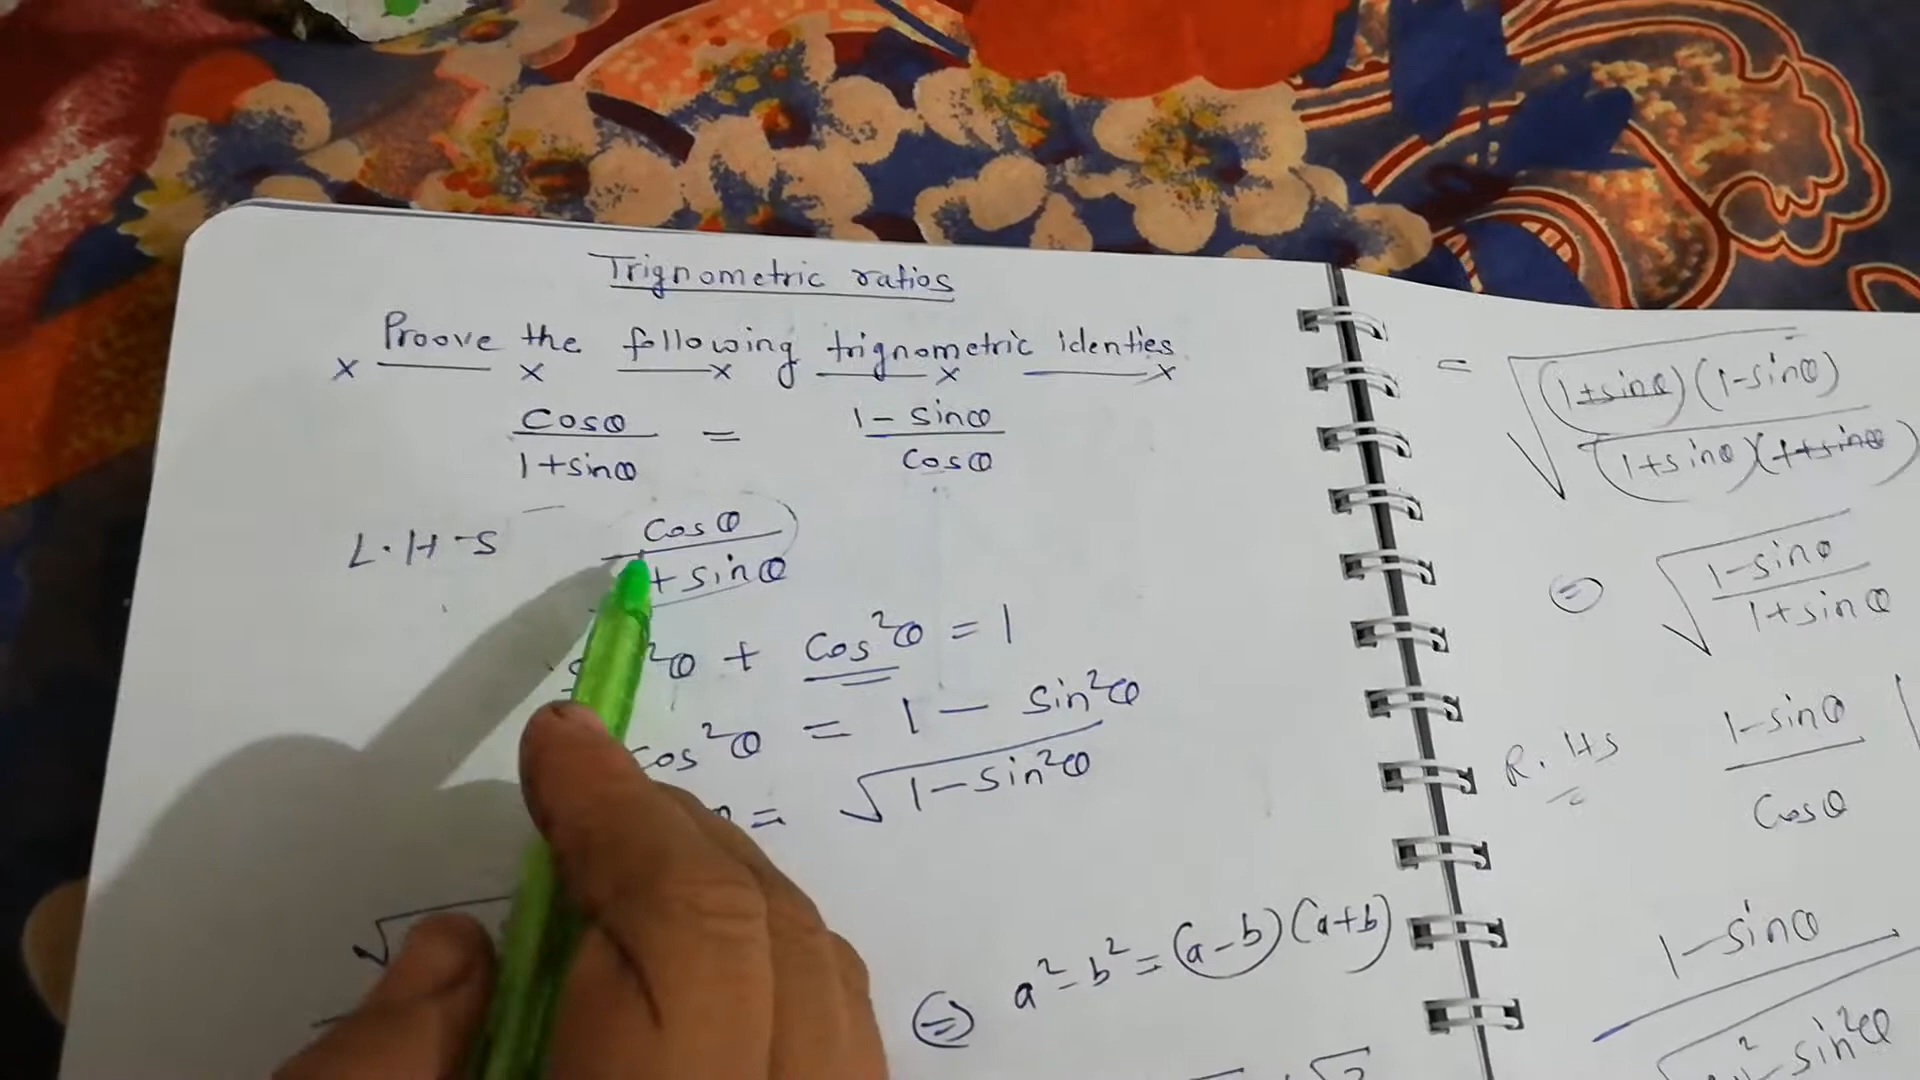 Trignometric ratios
Proove the following trignometric identies
x x x x x
Cosθ / 1+sinθ = 1 - sinθ / cosθ
L.H.S Cosθ / + sinθ
²θ + Cos²θ = 1
cos²θ = 1 - sin²θ
= √1-sin²θ
⇒ a²-b² = (a-b)(a+b)
= √(1+sinθ)(1-sinθ) / (1+sinθ)(1+sinθ)
⇒ √1-sinθ / 1+sinθ
R.H.S 1-sinθ / Cosθ
1-sinθ
²-sin²θ